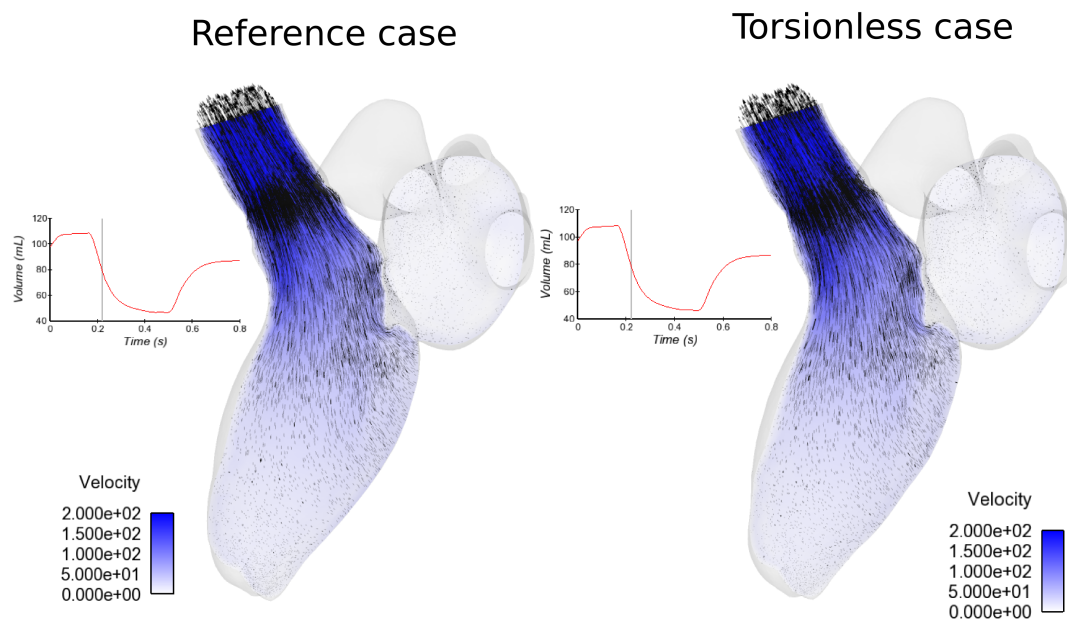 Reference case
Torsionless case
120
100
80
60
40
Volume (mL)
0
0.2
0.4
0.6
0.8
Time (s)
120
100
80
60
40
Volume (mL)
0
0.2
0.4
0.6
0.8
Time (s)
Velocity
2.000e+02
1.500e+02
1.000e+02
5.000e+01
0.000e+00
Velocity
2.000e+02
1.500e+02
1.000e+02
5.000e+01
0.000e+00